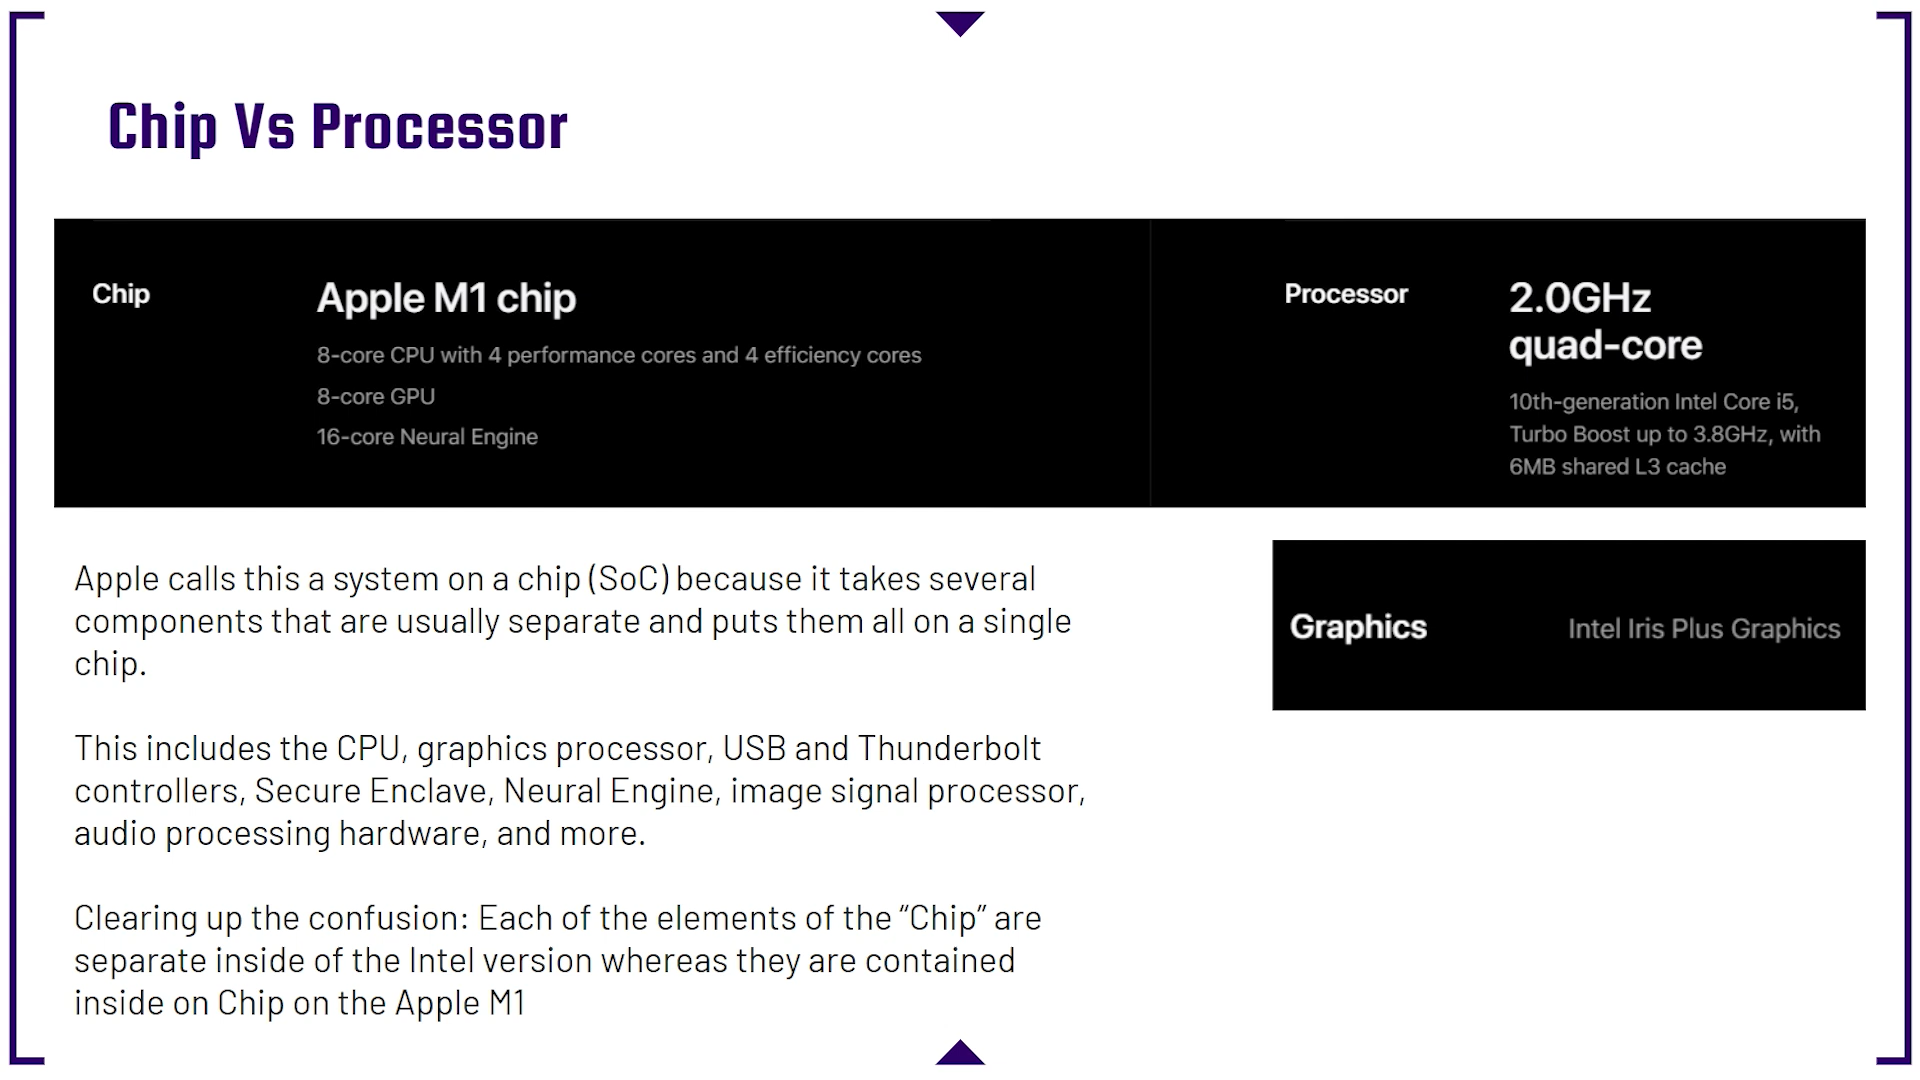 Chip Vs Processor
Chip
Apple M1 chip
8-core CPU with 4 performance cores and 4 efficiency cores
8-core GPU
16-core Neural Engine
Processor
2.0GHz
quad-core
10th-generation Intel Core i5,
Turbo Boost up to 3.8GHz, with
6MB shared L3 cache
Graphics
Intel Iris Plus Graphics
Apple calls this a system on a chip (SoC) because it takes several
components that are usually separate and puts them all on a single
chip.
This includes the CPU, graphics processor, USB and Thunderbolt
controllers, Secure Enclave, Neural Engine, image signal processor,
audio processing hardware, and more.
Clearing up the confusion: Each of the elements of the “Chip” are
separate inside of the Intel version whereas they are contained
inside on Chip on the Apple M1